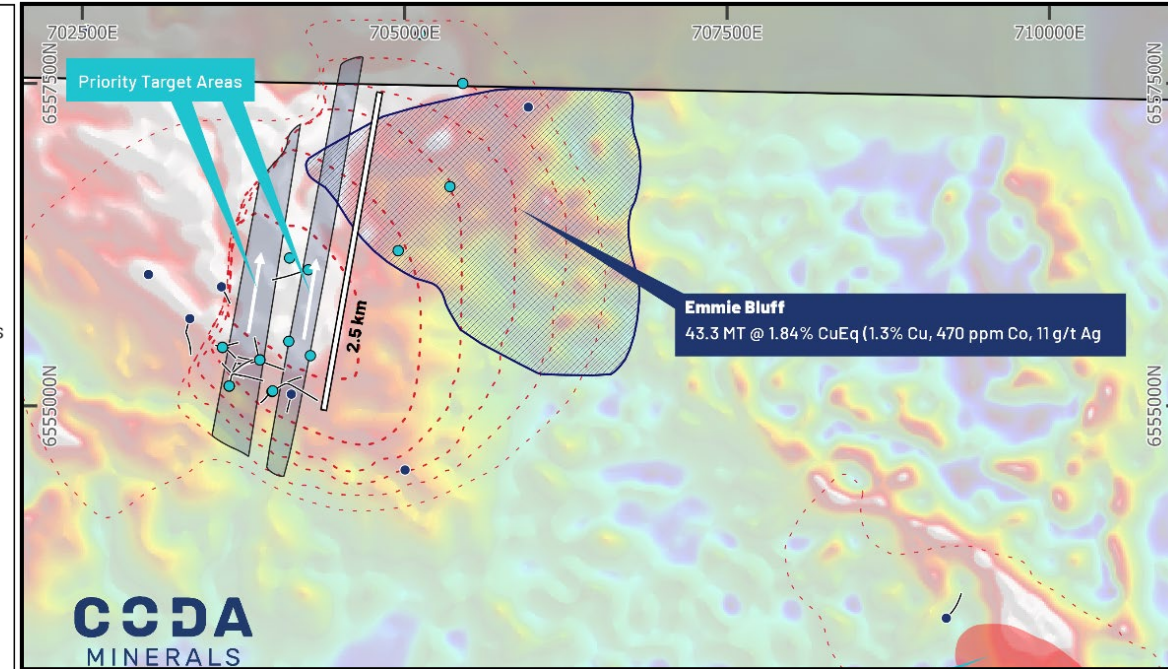 702500E
705000E
707500E
710000E
6557500N
6557500N
Priority Target Areas
Emmie Bluff
43.3 MT @ 1.84% CuEq (1.3% Cu, 470 ppm Co, 11 g/t Ag
2.5 km
s
6555000N
6555000N
CODA
MINERALS